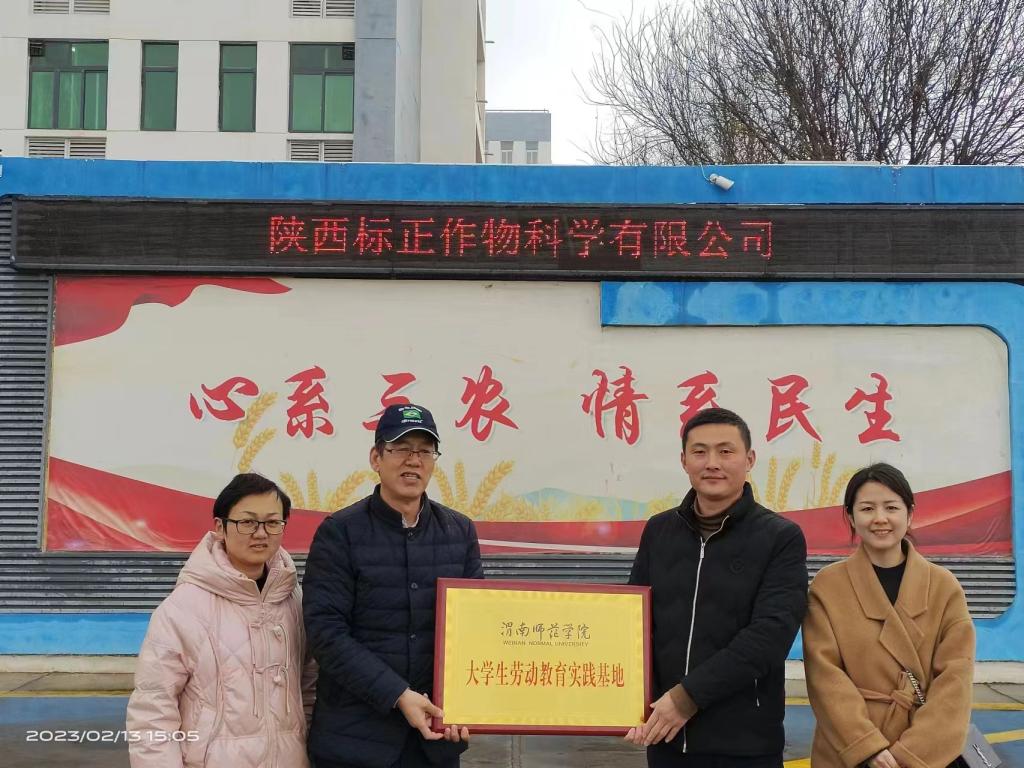 陕西标正作物科学有限公司
心系三农 情系民生
渭南师范学院
WEINAN NORMAL UNIVERSITY
大学生劳动教育实践基地
2023/02/13 15:05